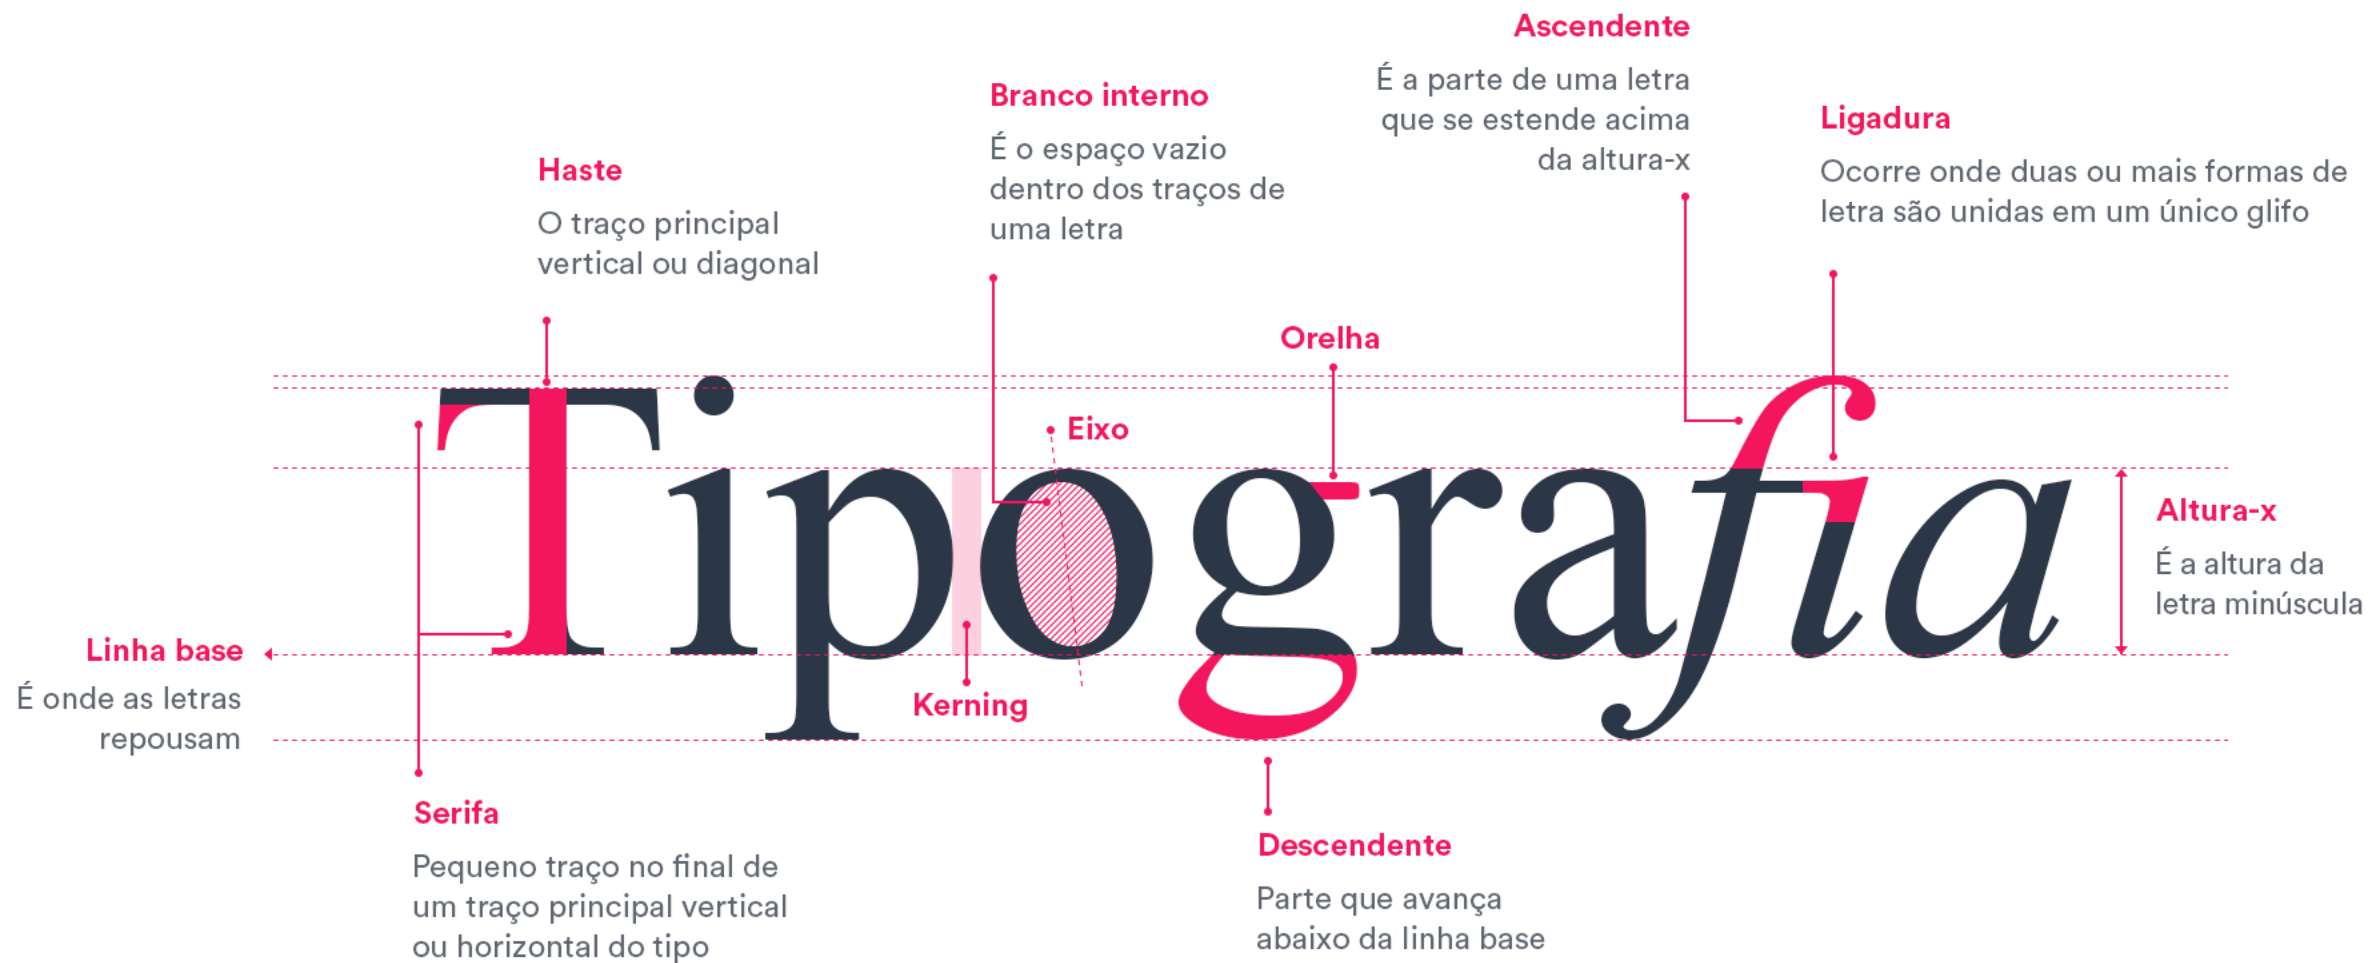 Ascendente
É a parte de uma letra
que se estende acima
da altura-x
Branco interno
É o espaço vazio
dentro dos traços de
uma letra
Ligadura
Ocorre onde duas ou mais formas de
letra são unidas em um único glifo
Haste
O traço principal
vertical ou diagonal
Orelha
Eixo
Tipografia
Altura-x
É a altura da
letra minúscula
Linha base
É onde as letras
repousam
Kerning
Serifa
Pequeno traço no final de
um traço principal vertical
ou horizontal do tipo
Descendente
Parte que avança
abaixo da linha base